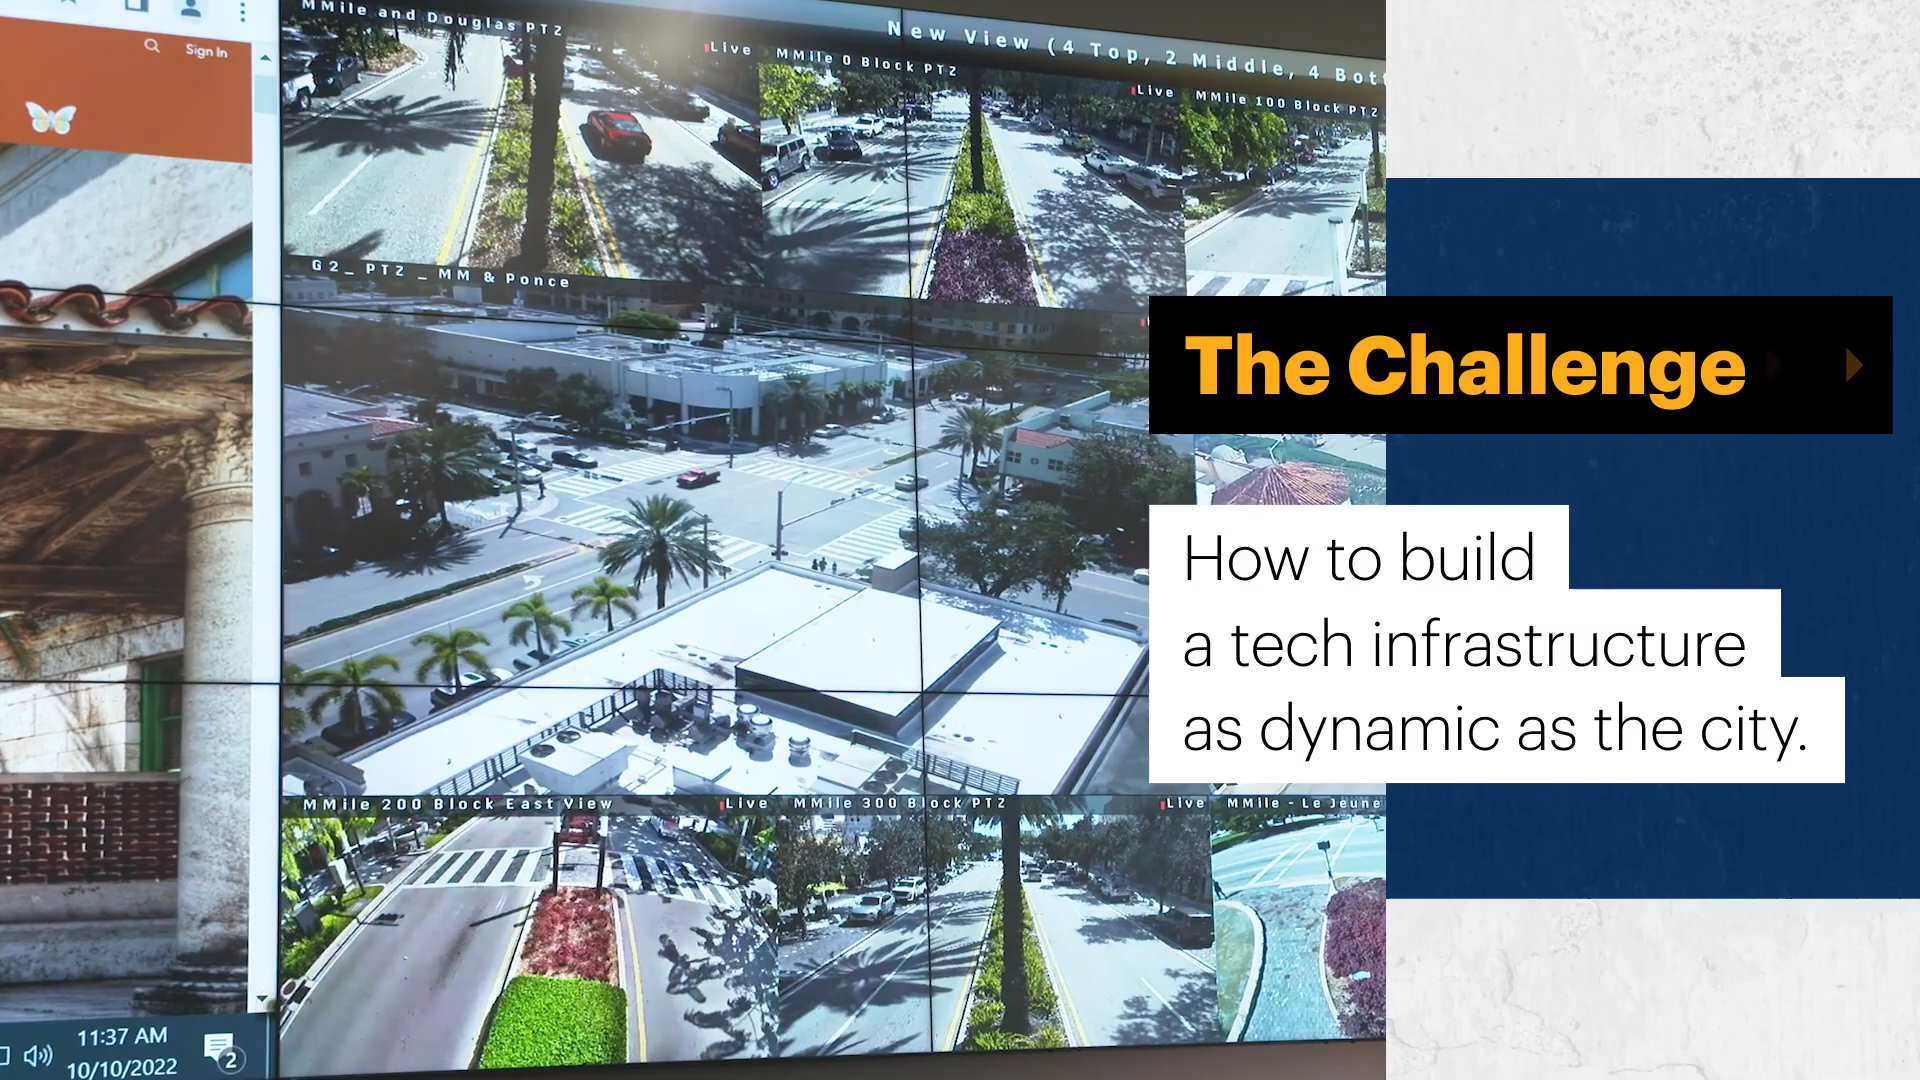 Sign In
MMile and Douglas PTZ
Live
New View (4 Top, 2 Middle, 4 Bott
MMile 0 Block PTZ
Live
MMile 100 Block PTZ
G2_ PTZ _ MM & Ponce
The Challenge
How to build
a tech infrastructure
as dynamic as the city.
MMile 200 Block East View
Live
MMile 300 Block PTZ
Live
MMile - Le Jeune
11:37 AM
10/10/2022
2